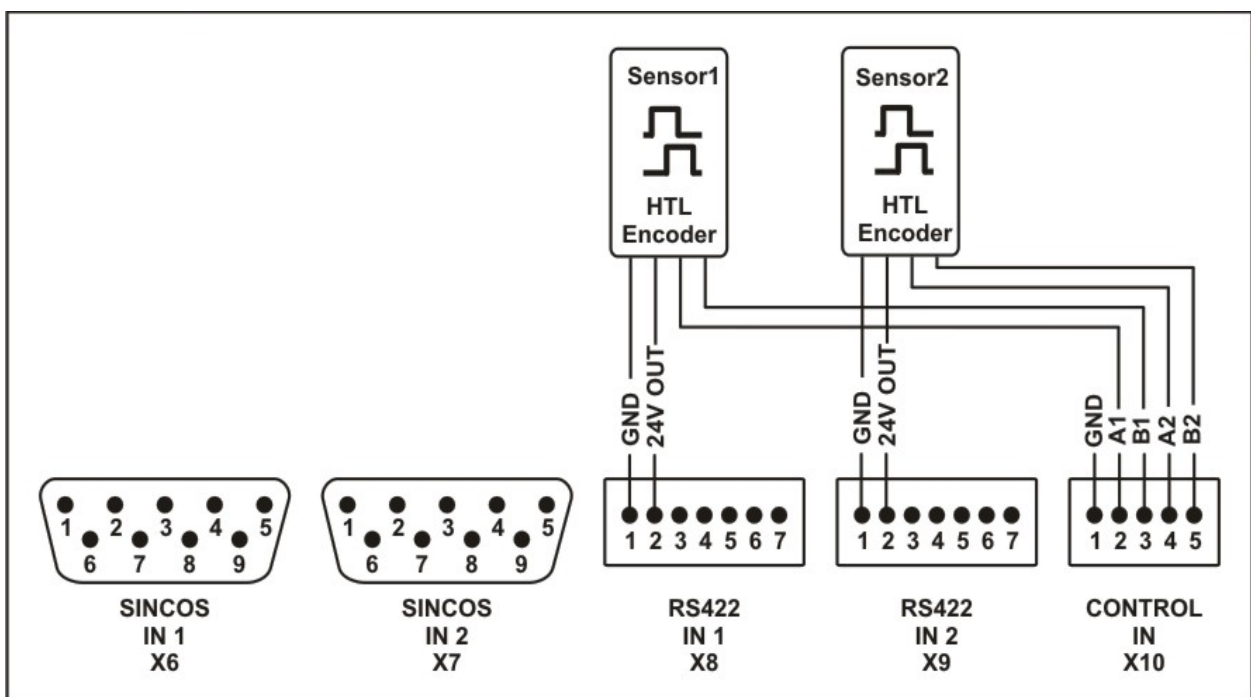 Sensor1
HTL
Encoder
Sensor2
HTL
Encoder
GND
24V OUT
GND
24V OUT
GND
A1
B1
A2
B2
1 2 3 4 5
6 7 8 9
SINCOS
IN 1
X6
1 2 3 4 5
6 7 8 9
SINCOS
IN 2
X7
1 2 3 4 5 6 7
RS422
IN 1
X8
1 2 3 4 5 6 7
RS422
IN 2
X9
1 2 3 4 5
CONTROL
IN
X10